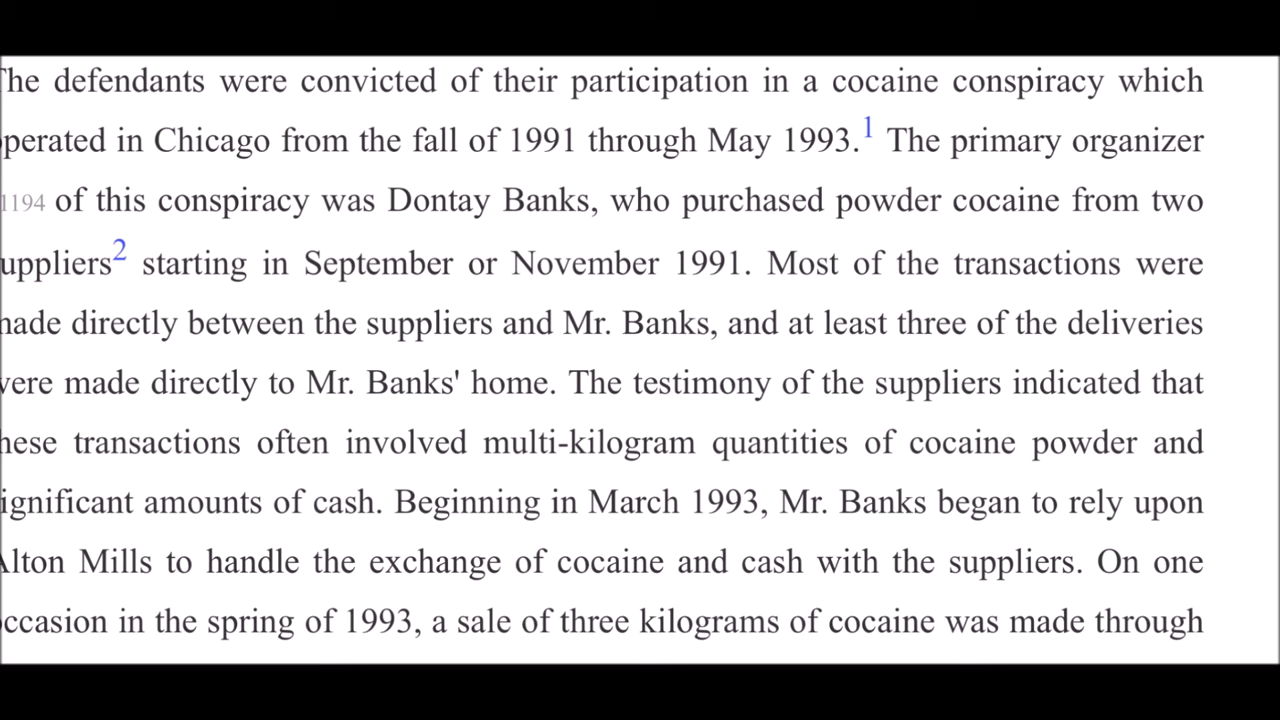 The defendants were convicted of their participation in a cocaine conspiracy which
operated in Chicago from the fall of 1991 through May 1993.1 The primary organizer
1194 of this conspiracy was Dontay Banks, who purchased powder cocaine from two
uppliers2 starting in September or November 1991. Most of the transactions were
made directly between the suppliers and Mr. Banks, and at least three of the deliveries
were made directly to Mr. Banks' home. The testimony of the suppliers indicated that
hese transactions often involved multi-kilogram quantities of cocaine powder and
ignificant amounts of cash. Beginning in March 1993, Mr. Banks began to rely upon
Alton Mills to handle the exchange of cocaine and cash with the suppliers. On one
occasion in the spring of 1993, a sale of three kilograms of cocaine was made through